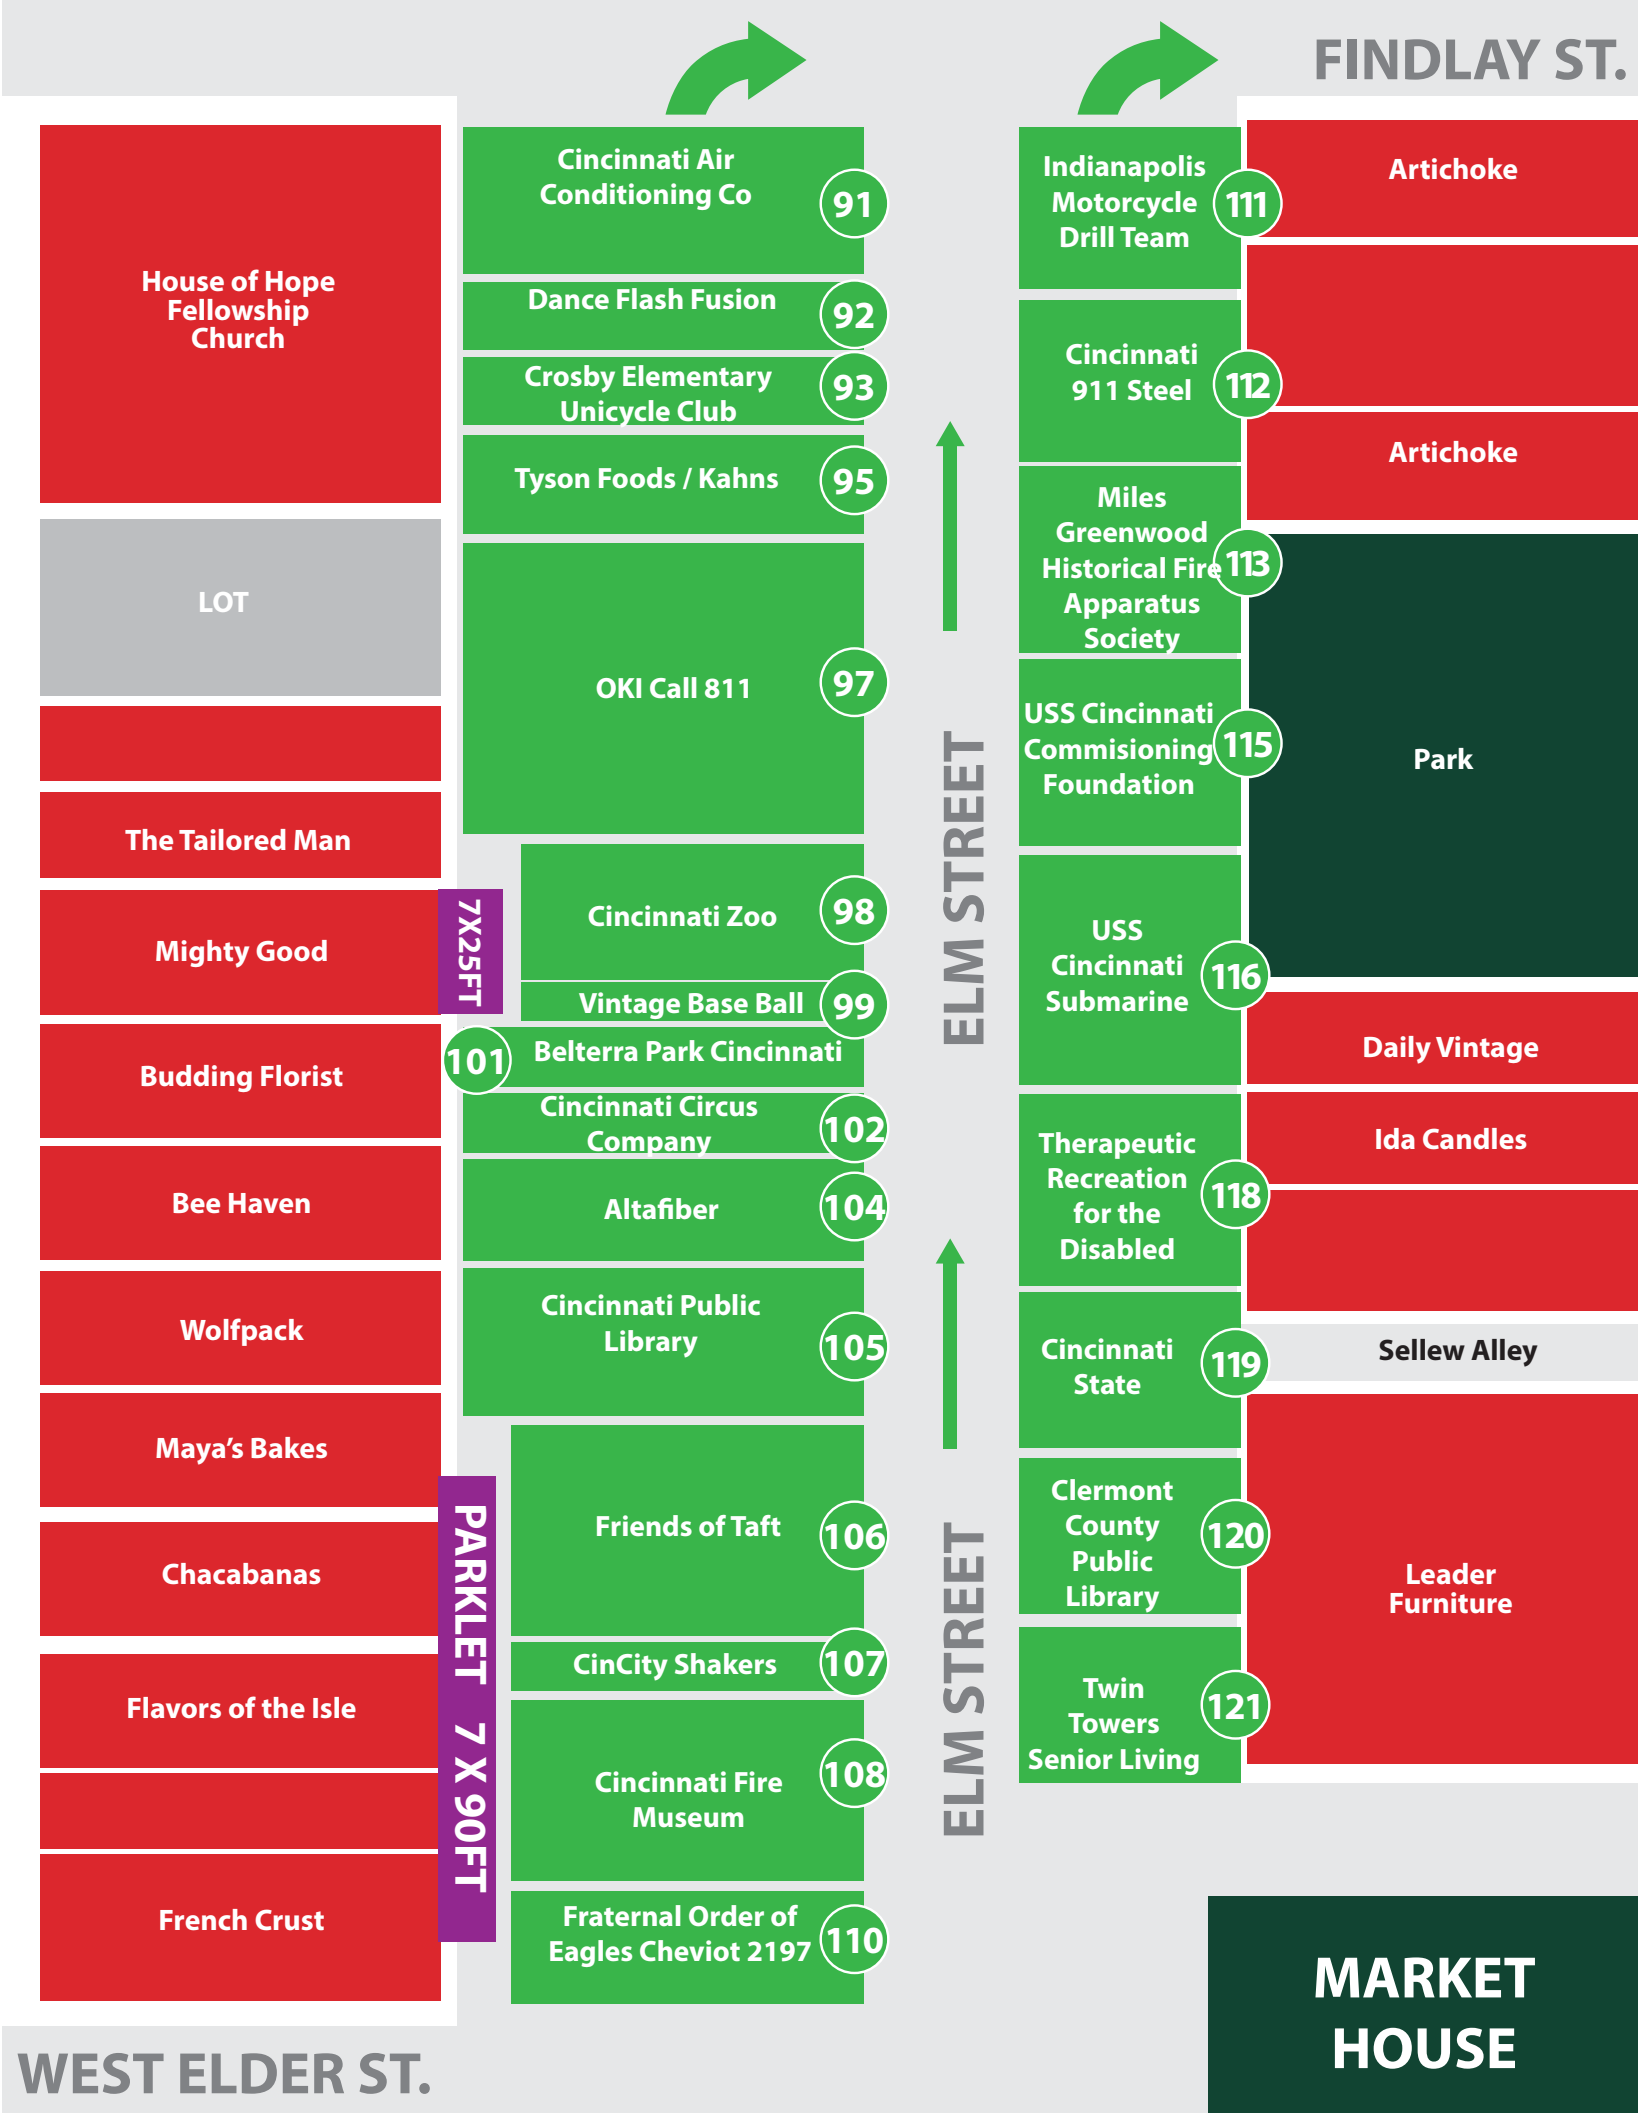 FINDLAY ST.
House of Hope
Fellowship
Church
LOT
The Tailored Man
Mighty Good
Budding Florist
Bee Haven
Wolfpack
Maya's Bakes
Chacabanas
Flavors of the Isle
French Crust
7X25FT
PARKLET 7 X 90FT
Cincinnati Air
Conditioning Co
91
Dance Flash Fusion
92
Crosby Elementary
Unicycle Club
93
Tyson Foods / Kahns
95
OKI Call 811
97
Cincinnati Zoo
98
Vintage Base Ball
99
101
Belterra Park Cincinnati
Cincinnati Circus
Company
102
Altafiber
104
Cincinnati Public
Library
105
Friends of Taft
106
CinCity Shakers
107
Cincinnati Fire
Museum
108
Fraternal Order of
Eagles Cheviot 2197
110
ELM STREET
ELM STREET
Indianapolis
Motorcycle
Drill Team
111
Cincinnati
911 Steel
112
Miles
Greenwood
Historical Fire
Apparatus
Society
113
USS Cincinnati
Commisioning
Foundation
115
USS
Cincinnati
Submarine
116
Therapeutic
Recreation
for the
Disabled
118
Cincinnati
State
119
Clermont
County
Public
Library
120
Twin
Towers
Senior Living
121
Artichoke
Artichoke
Park
Daily Vintage
Ida Candles
Sellew Alley
Leader
Furniture
MARKET
HOUSE
WEST ELDER ST.